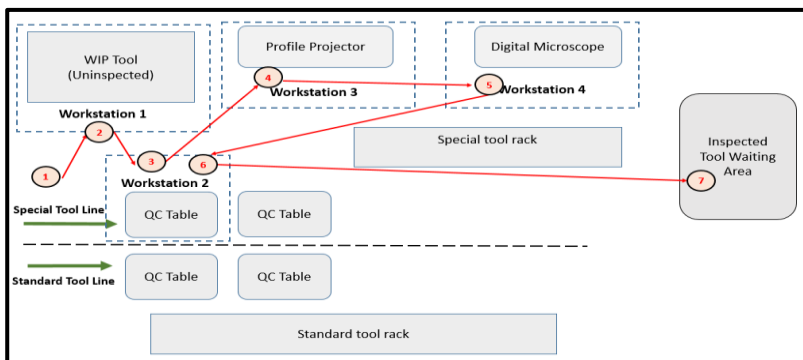 WIP Tool
(Uninspected)
Profile Projector
Digital Microscope
4
5
Workstation 3
Workstation 4
Workstation 1
2
1
3
6
Workstation 2
Special tool rack
Inspected
Tool Waiting
Area
7
Special Tool Line
QC Table
QC Table
Standard Tool Line
QC Table
QC Table
Standard tool rack